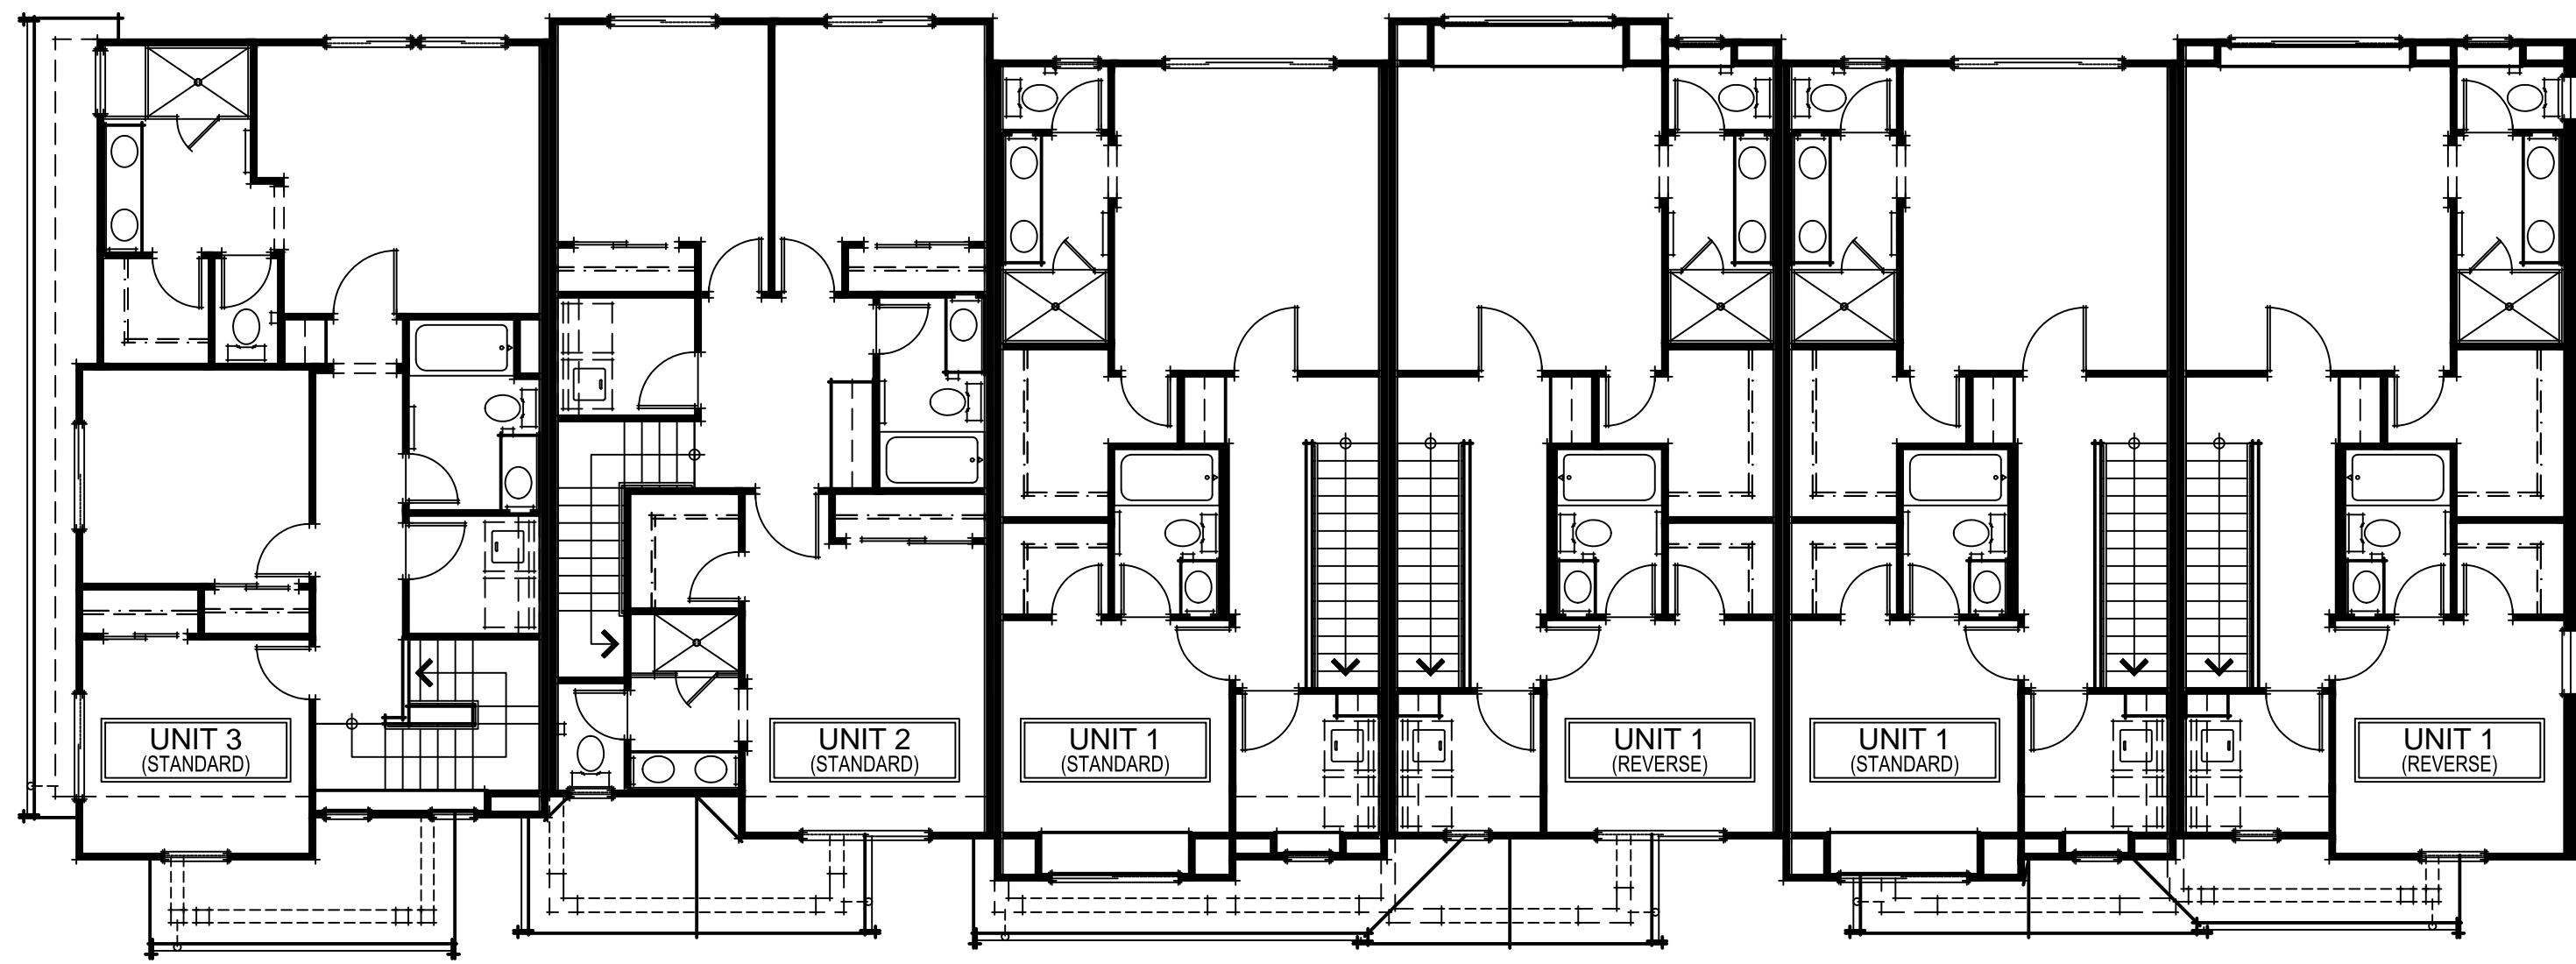 UNIT 3
(STANDARD)
UNIT 2
(STANDARD)
UNIT 1
(STANDARD)
UNIT 1
(REVERSE)
UNIT 1
(STANDARD)
UNIT 1
(REVERSE)